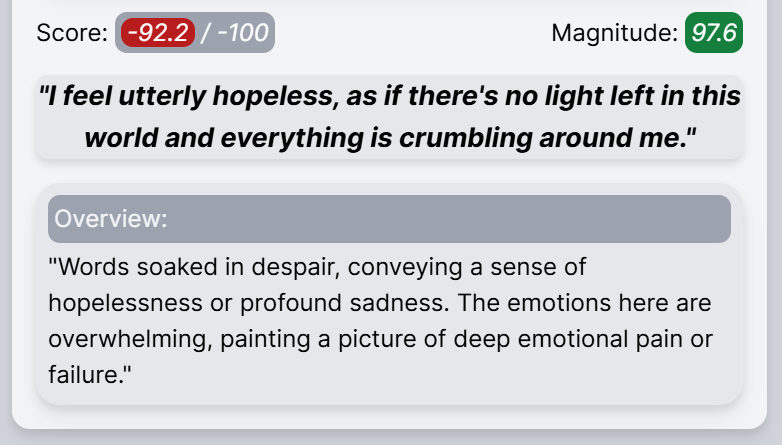 Score: -92.2 / -100 Magnitude: 97.6
"I feel utterly hopeless, as if there's no light left in this
world and everything is crumbling around me."
Overview:
"Words soaked in despair, conveying a sense of
hopelessness or profound sadness. The emotions here are
overwhelming, painting a picture of deep emotional pain or
failure."